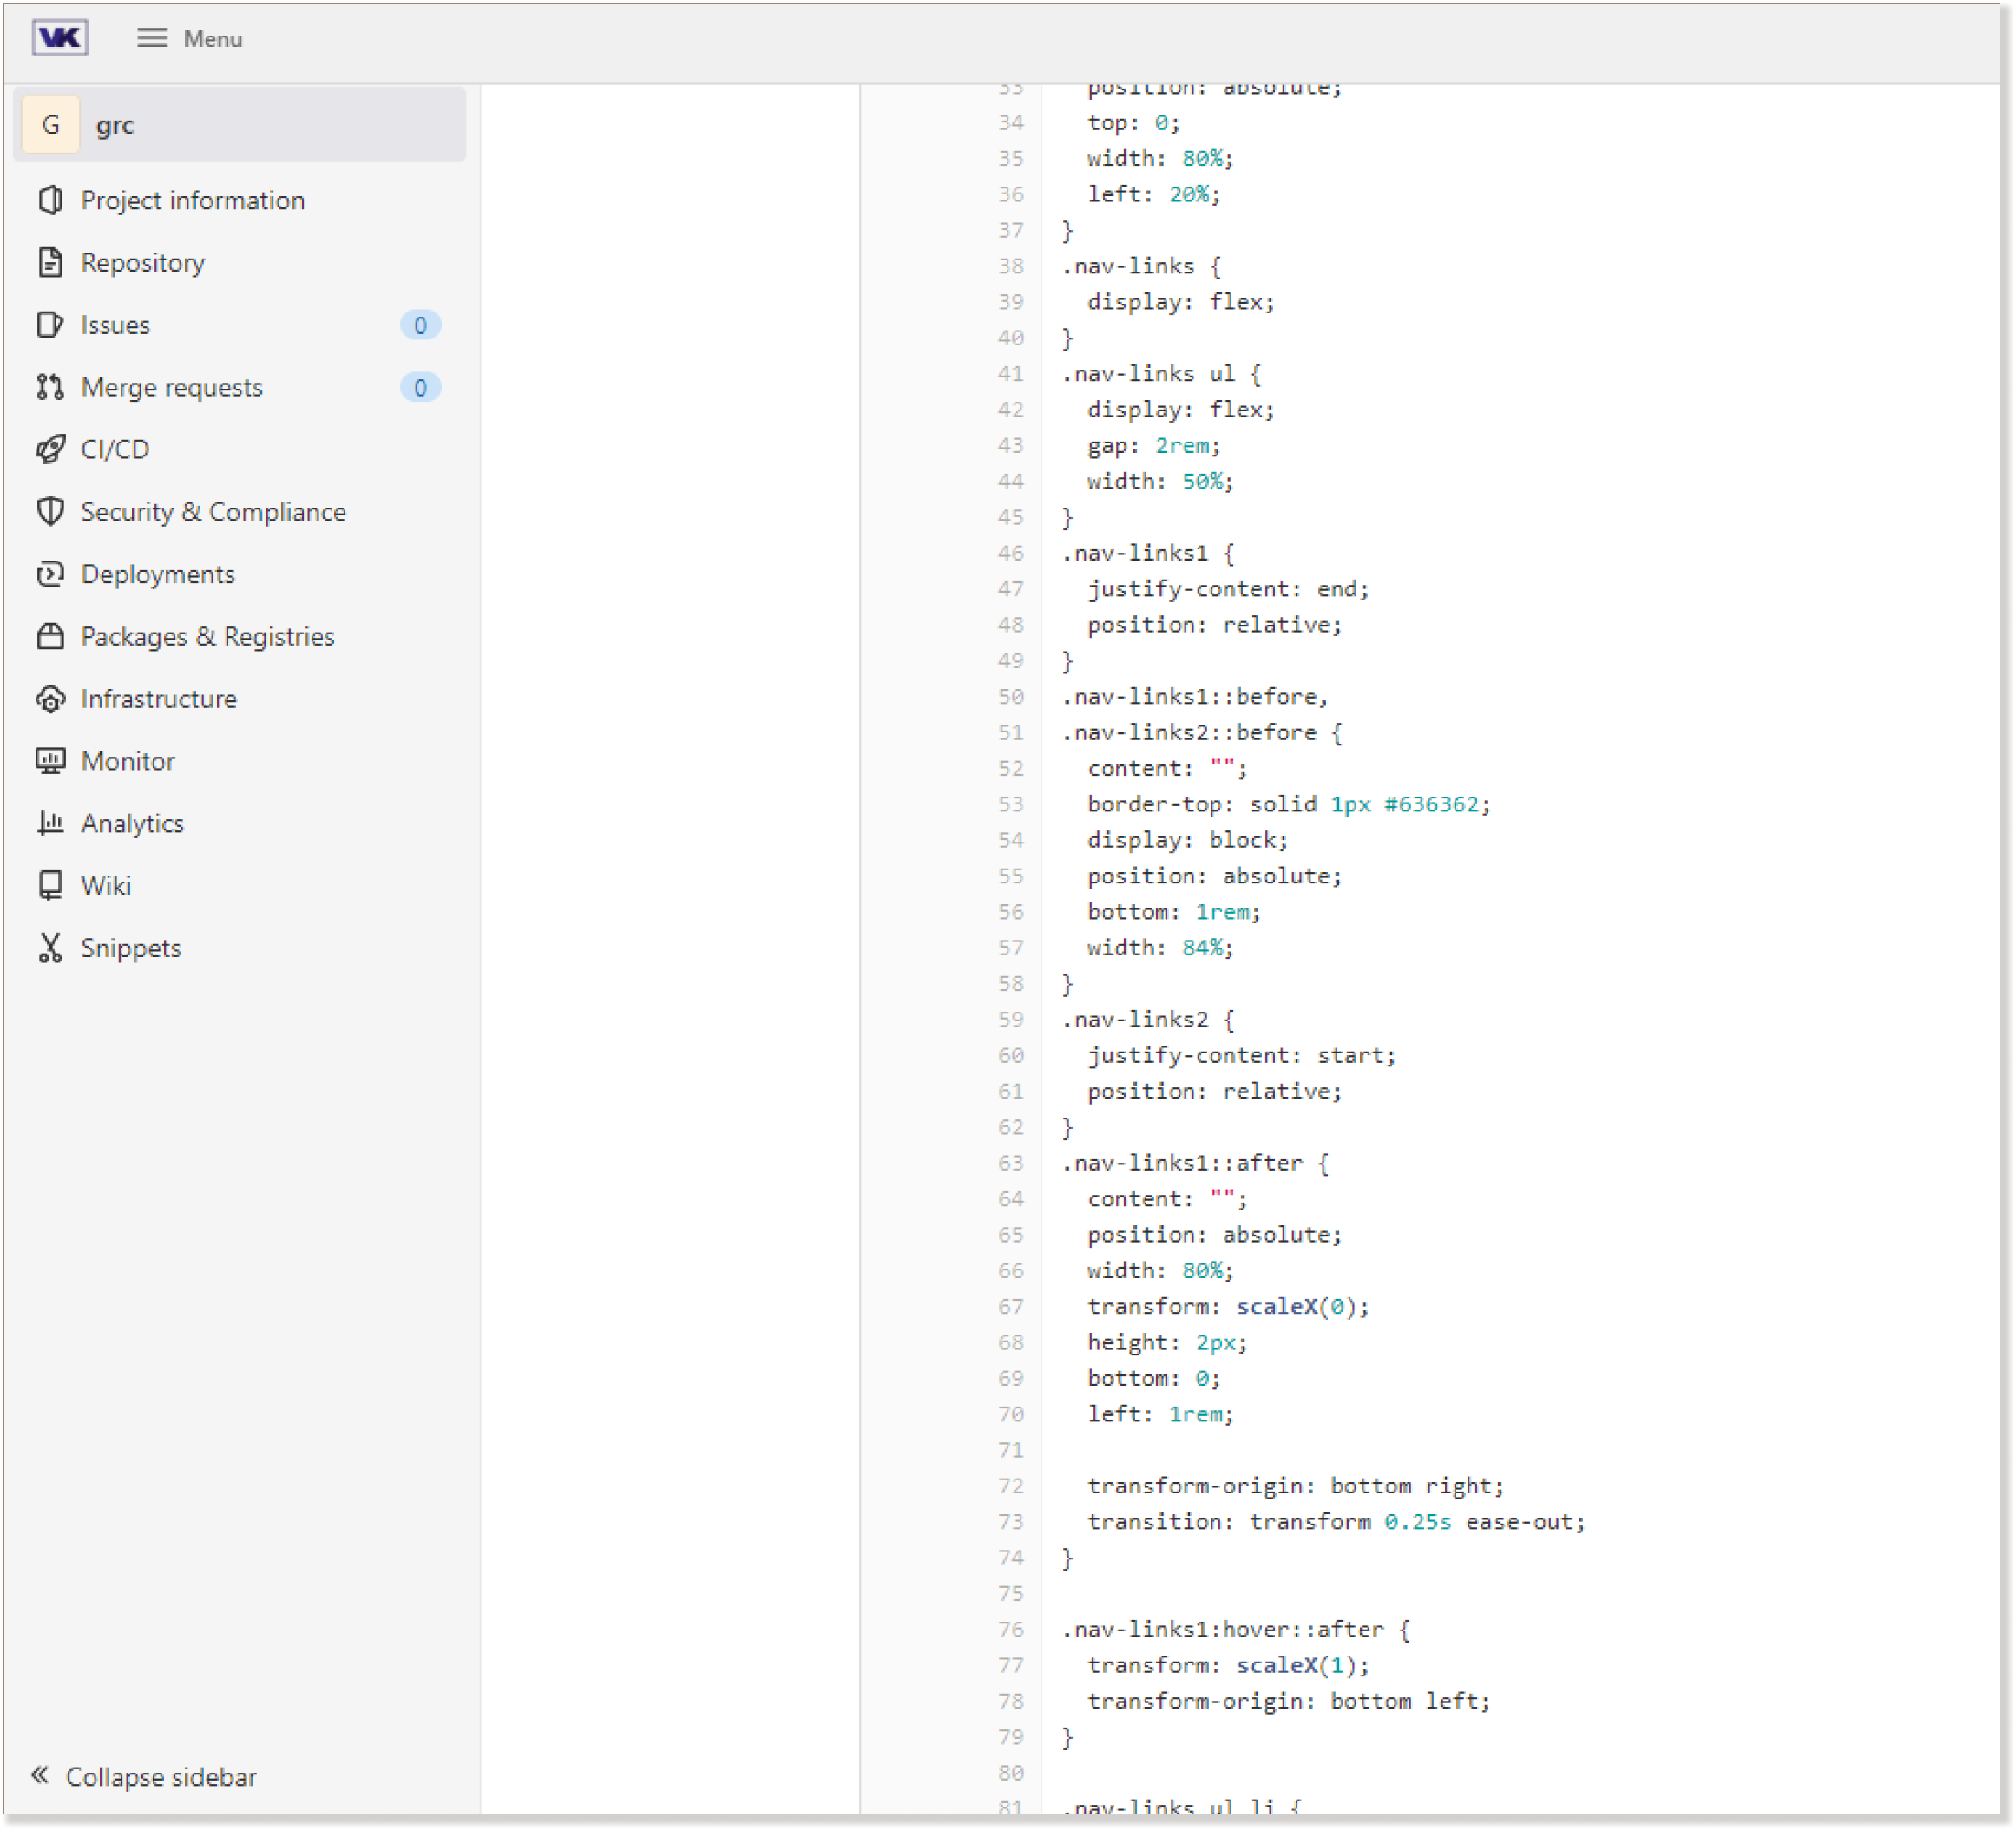 VK Menu
G grc
Project information
Repository
Issues 0
Merge requests 0
CI/CD
Security & Compliance
Deployments
Packages & Registries
Infrastructure
Monitor
Analytics
Wiki
Snippets
Collapse sidebar
33 position: absolute;
34 top: 0;
35 width: 80%;
36 left: 20%;
37 }
38 .nav-links {
39 display: flex;
40 }
41 .nav-links ul {
42 display: flex;
43 gap: 2rem;
44 width: 50%;
45 }
46 .nav-links1 {
47 justify-content: end;
48 position: relative;
49 }
50 .nav-links1::before,
51 .nav-links2::before {
52 content: "";
53 border-top: solid 1px #636362;
54 display: block;
55 position: absolute;
56 bottom: 1rem;
57 width: 84%;
58 }
59 .nav-links2 {
60 justify-content: start;
61 position: relative;
62 }
63 .nav-links1::after {
64 content: "";
65 position: absolute;
66 width: 80%;
67 transform: scaleX(0);
68 height: 2px;
69 bottom: 0;
70 left: 1rem;
71
72 transform-origin: bottom right;
73 transition: transform 0.25s ease-out;
74 }
75
76 .nav-links1:hover::after {
77 transform: scaleX(1);
78 transform-origin: bottom left;
79 }
80
81 .nav-links ul li {